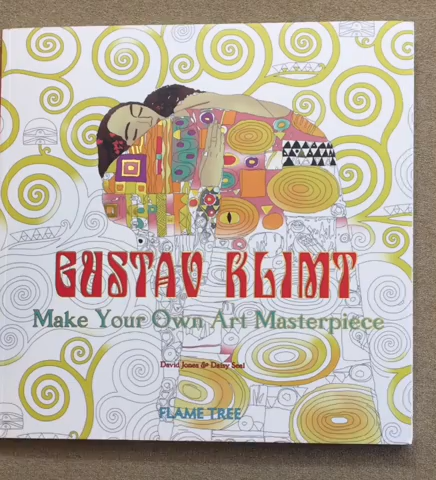 GUSTAV KLIMT
Make Your Own Art Masterpiece
David Jones & Daisy Seal
FLAME TREE